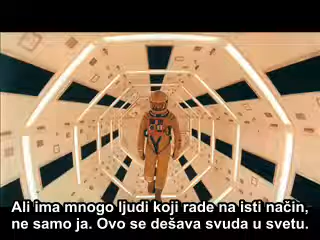 Ali ima mnogo ljudi koji rade na isti način,
ne samo ja. Ovo se dešava svuda u svetu.